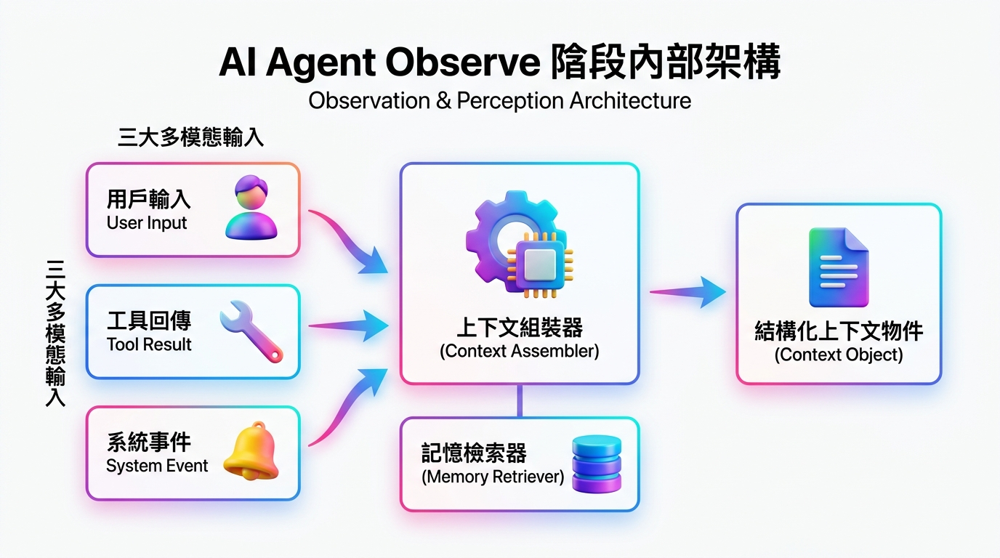 AI Agent Observe 陰段內部架構
Observation & Perception Architecture
三大多模態輸入
三大多模態輸入
用戶輸入
User Input
工具回傳
Tool Result
系統事件
System Event
上下文組裝器
(Context Assembler)
記憶檢索器
(Memory Retriever)
結構化上下文物件
(Context Object)